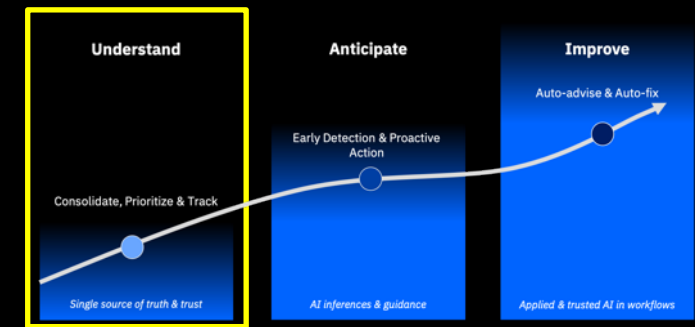 Understand
Consolidate, Prioritize & Track
Single source of truth & trust
Anticipate
Early Detection & Proactive
Action
AI inferences & guidance
Improve
Auto-advise & Auto-fix
Applied & trusted AI in workflows